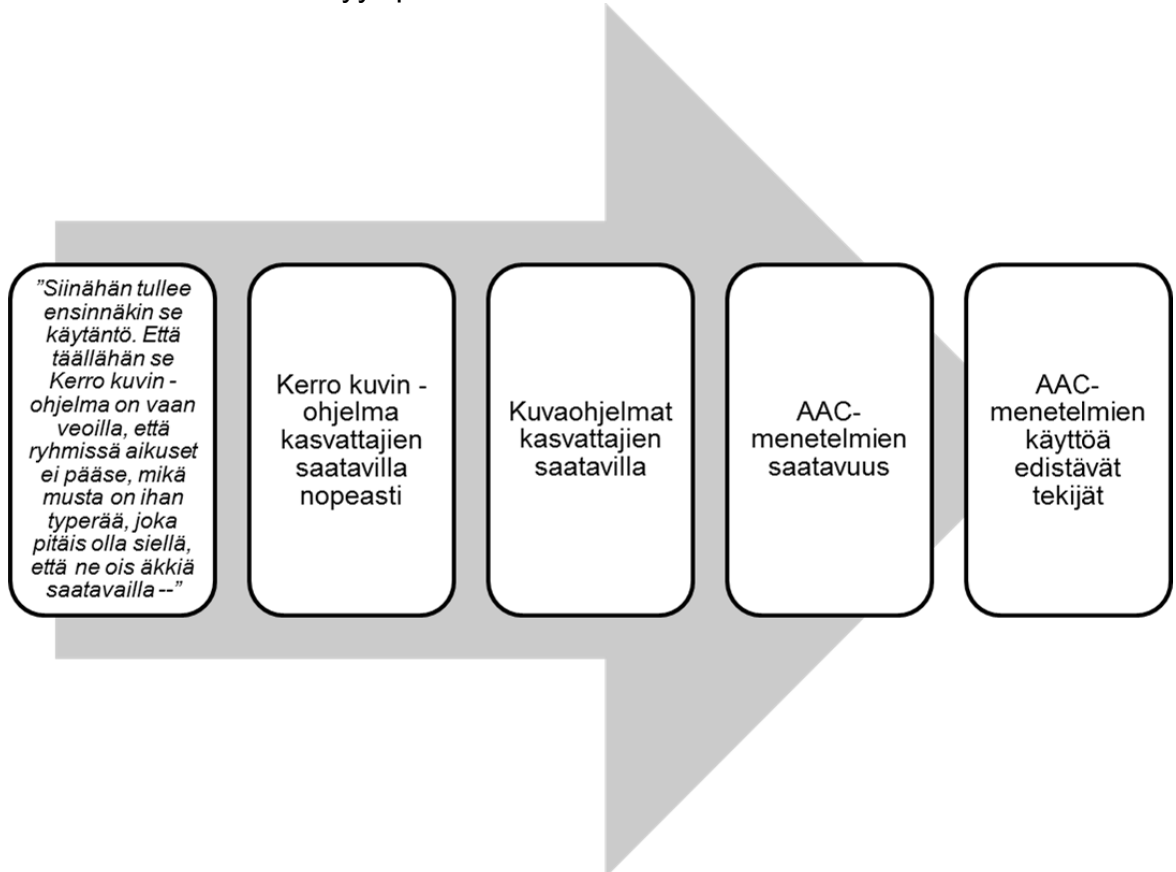 "Siinähän tullee
ensinnäkin se
käytäntö. Että
täällähän se
Kerro kuvin -
ohjelma on vaan
veoilla, että
ryhmissä aikuset
ei pääse, mikä
musta on ihan
typerää, joka
pitäis olla siellä,
että ne ois äkkiä
saatavailla --"
Kerro kuvin -
ohjelma
kasvattajien
saatavilla
nopeasti
Kuvaohjelmat
kasvattajien
saatavilla
AAC-
menetelmien
saatavuus
AAC-
menetelmien
käyttöä
edistävät
tekijät